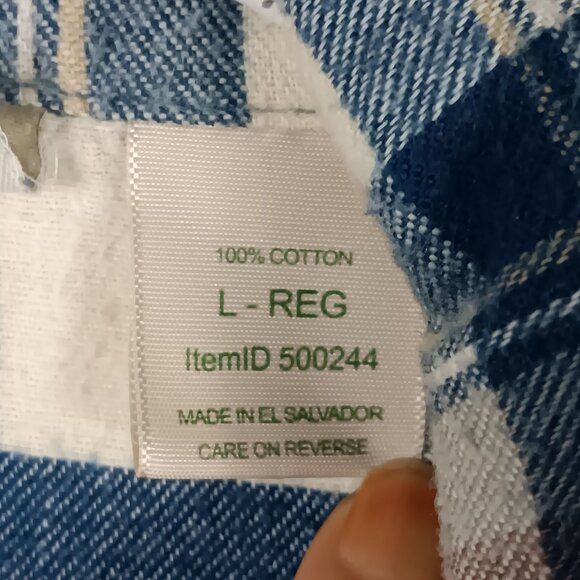 100% COTTON
L - REG
ItemID 500244
MADE IN EL SALVADOR
CARE ON REVERSE